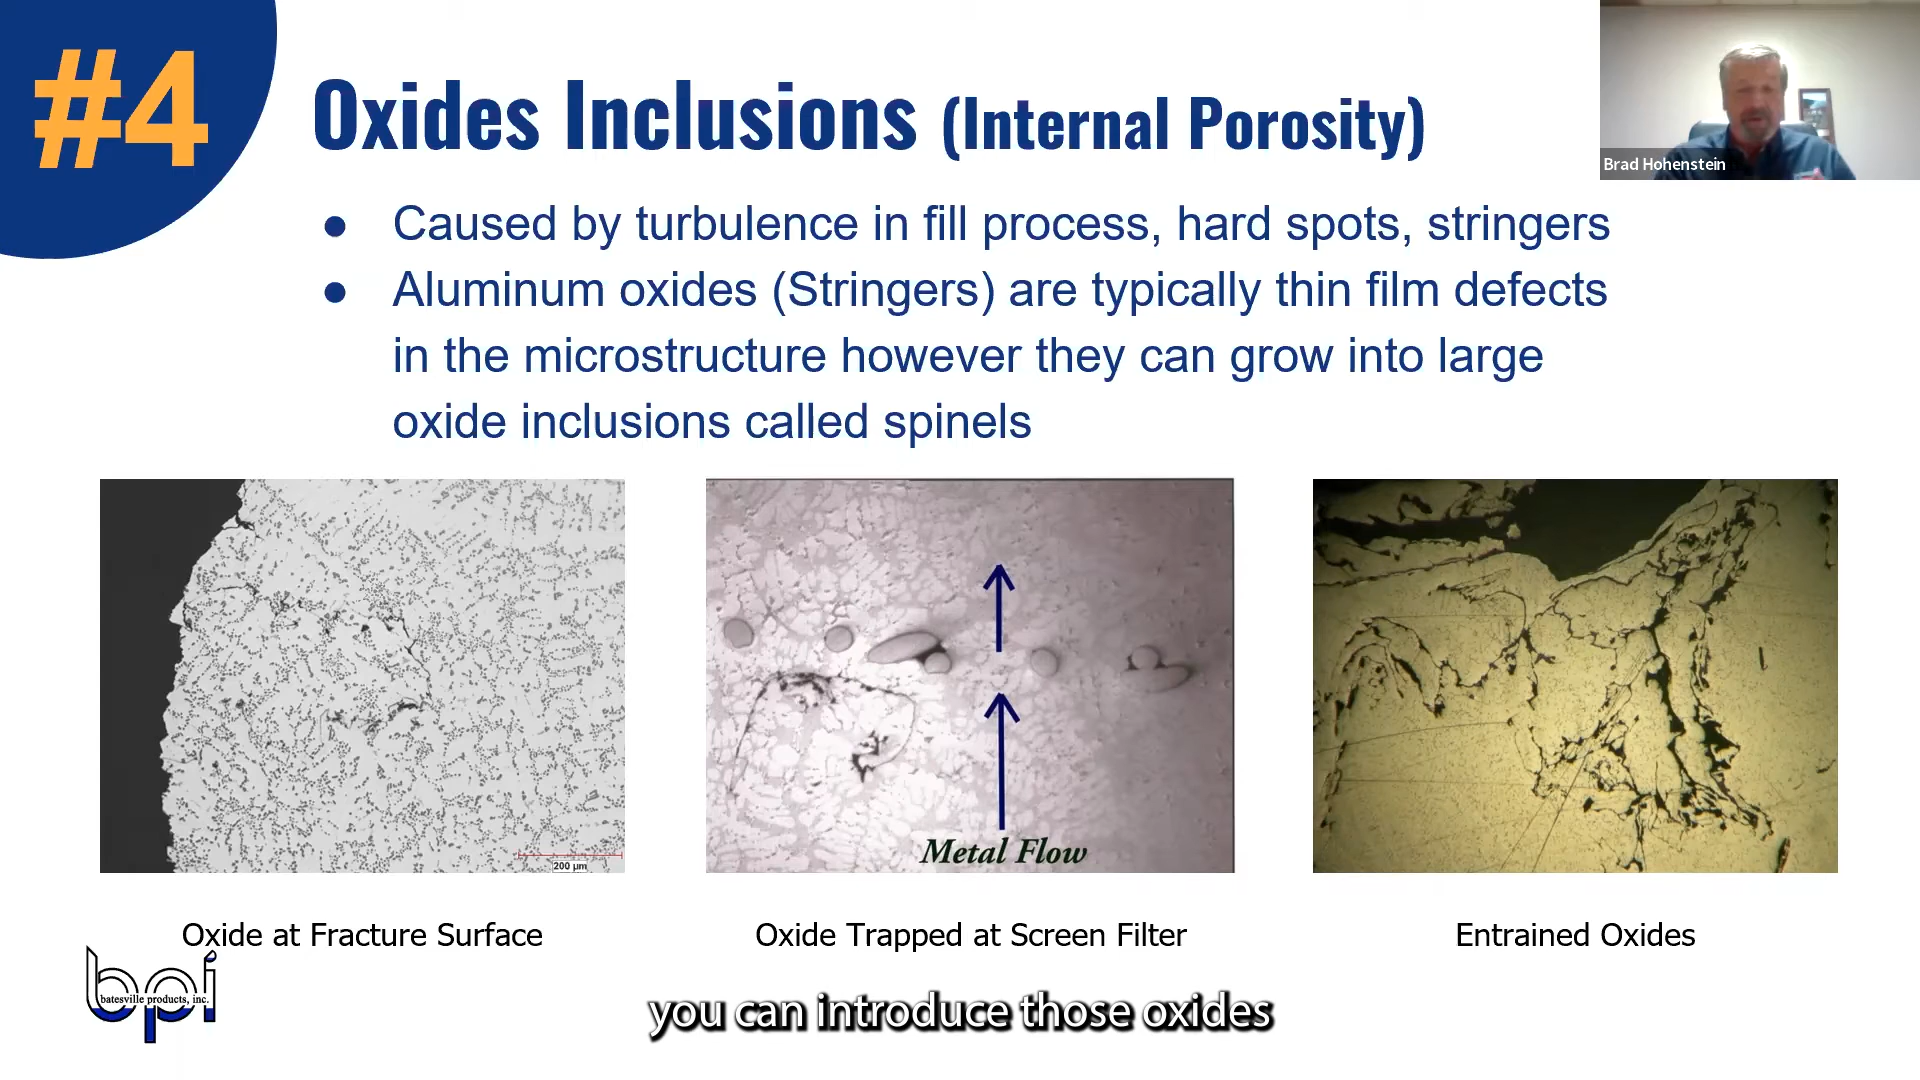 #4
Oxides Inclusions (Internal Porosity)
Brad Hohenstein
● Caused by turbulence in fill process, hard spots, stringers
● Aluminum oxides (Stringers) are typically thin film defects
in the microstructure however they can grow into large
oxide inclusions called spinels
200 µm
Metal Flow
Oxide at Fracture Surface
Oxide Trapped at Screen Filter
Entrained Oxides
bpi
batesville products, inc.
you can introduce those oxides